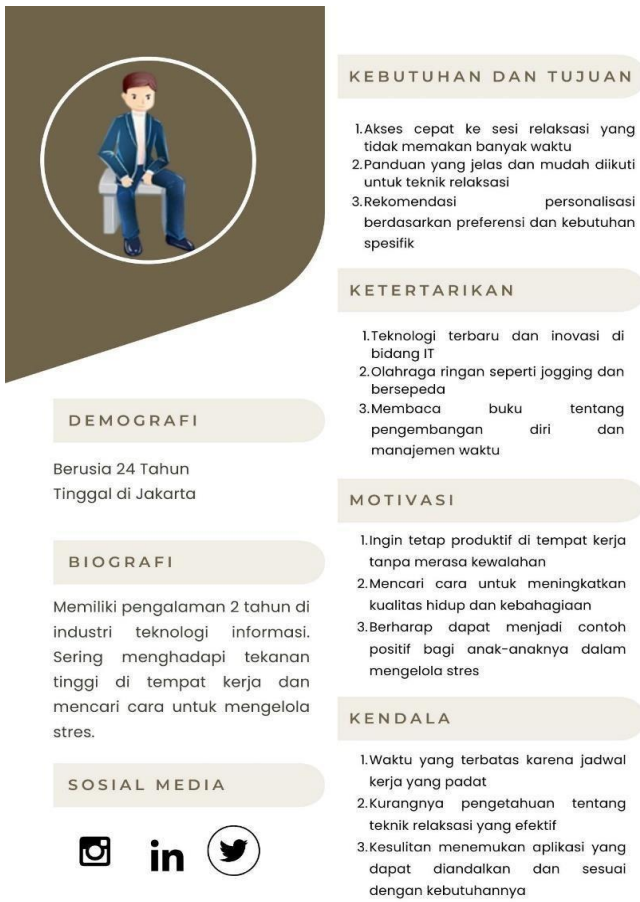 DEMOGRAFI
Berusia 24 Tahun
Tinggal di Jakarta
BIOGRAFI
Memiliki pengalaman 2 tahun di
industri teknologi informasi.
Sering menghadapi tekanan
tinggi di tempat kerja dan
mencari cara untuk mengelola
stres.
SOSIAL MEDIA
in
KEBUTUHAN DAN TUJUAN
1.Akses cepat ke sesi relaksasi yang
tidak memakan banyak waktu
2.Panduan yang jelas dan mudah diikuti
untuk teknik relaksasi
3.Rekomendasi personalisasi
berdasarkan preferensi dan kebutuhan
spesifik
KETERTARIKAN
1.Teknologi terbaru dan inovasi di
bidang IT
2.Olahraga ringan seperti jogging dan
bersepeda
3.Membaca buku tentang
pengembangan diri dan
manajemen waktu
MOTIVASI
1.Ingin tetap produktif di tempat kerja
tanpa merasa kewalahan
2.Mencari cara untuk meningkatkan
kualitas hidup dan kebahagiaan
3.Berharap dapat menjadi contoh
positif bagi anak-anaknya dalam
mengelola stres
KENDALA
1.Waktu yang terbatas karena jadwal
kerja yang padat
2.Kurangnya pengetahuan tentang
teknik relaksasi yang efektif
3.Kesulitan menemukan aplikasi yang
dapat diandalkan dan sesuai
dengan kebutuhannya